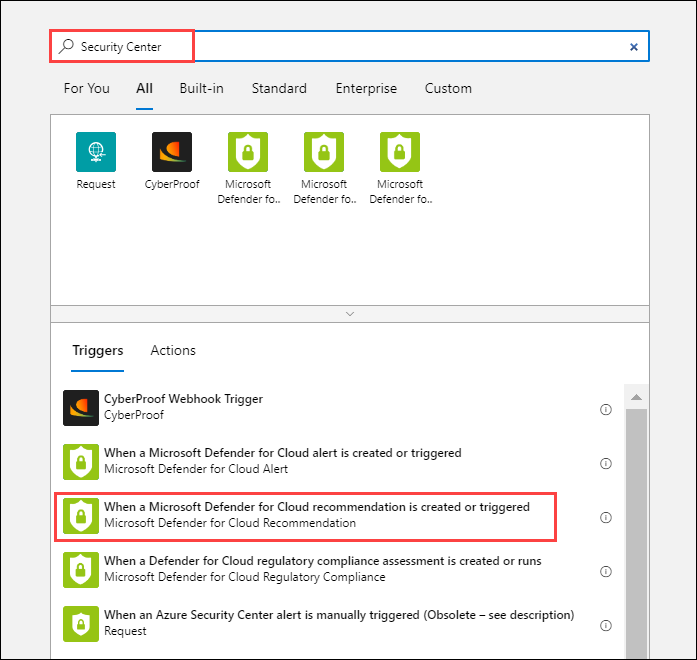 Security Center
For You All Built-in Standard Enterprise Custom
Request CyberProof Microsoft Microsoft Microsoft
Defender fo.. Defender fo.. Defender fo..
Triggers Actions
CyberProof Webhook Trigger
CyberProof
When a Microsoft Defender for Cloud alert is created or triggered
Microsoft Defender for Cloud Alert
When a Microsoft Defender for Cloud recommendation is created or triggered
Microsoft Defender for Cloud Recommendation
When a Defender for Cloud regulatory compliance assessment is created or runs
Microsoft Defender for Cloud Regulatory Compliance
When an Azure Security Center alert is manually triggered (Obsolete – see description)
Request